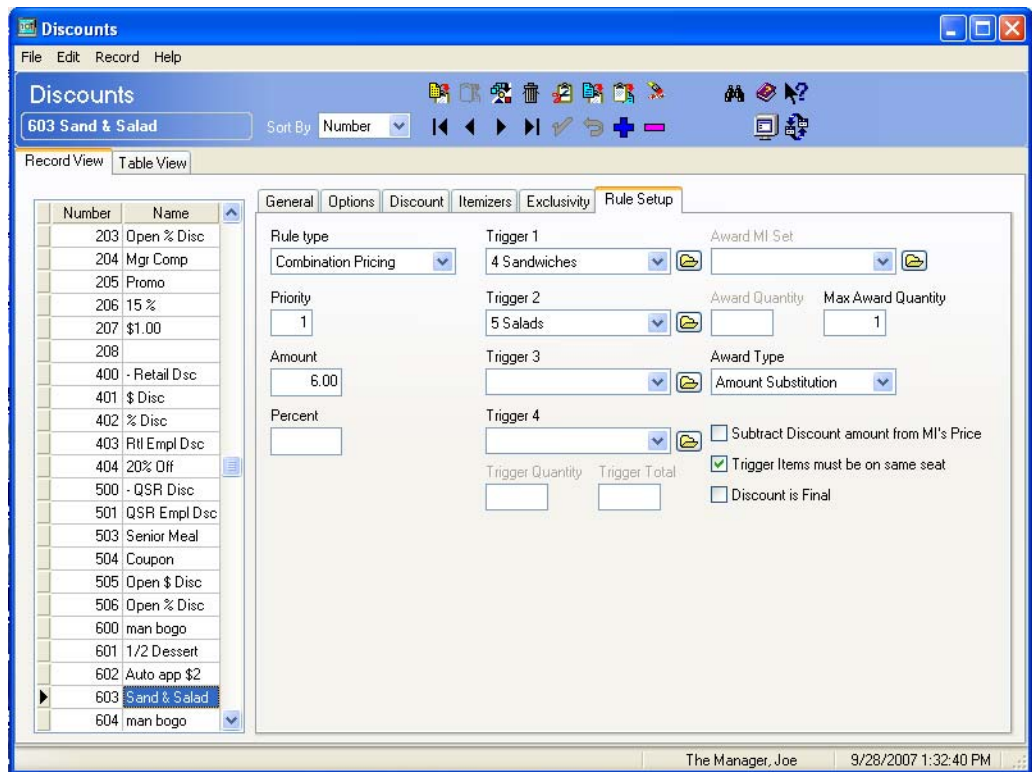 Discounts
File Edit Record Help
Discounts
603 Sand & Salad
Sort By Number
Record View Table View
General Options Discount Itemizers Exclusivity Rule Setup
Number Name
203 Open % Disc
204 Mgr Comp
205 Promo
206 15 %
207 $1.00
208
400 - Retail Dsc
401 $ Disc
402 % Disc
403 Rtl Empl Dsc
404 20% Off
500 - QSR Disc
501 QSR Empl Dsc
503 Senior Meal
504 Coupon
505 Open $ Disc
506 Open % Disc
600 man bogo
601 1/2 Dessert
602 Auto app $2
603 Sand & Salad
604 man bogo
Rule type
Combination Pricing
Priority
1
Amount
6.00
Percent
Trigger 1
4 Sandwiches
Trigger 2
5 Salads
Trigger 3
Trigger 4
Trigger Quantity Trigger Total
Award MI Set
Award Quantity Max Award Quantity
1
Award Type
Amount Substitution
Subtract Discount amount from MI's Price
Trigger Items must be on same seat
Discount is Final
The Manager, Joe 9/28/2007 1:32:40 PM